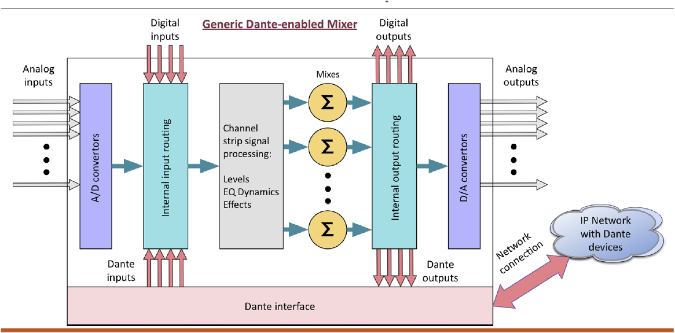 Generic Dante-enabled Mixer
Digital
inputs
Digital
outputs
Analog
inputs
Mixes
Analog
outputs
A/D convertors
Internal input routing
Channel
strip signal
processing:
Levels
EQ Dynamics
Effects
Σ
Σ
Σ
Internal output routing
D/A convertors
IP Network
with Dante
devices
Network
connection
Dante
inputs
Dante
outputs
Dante interface